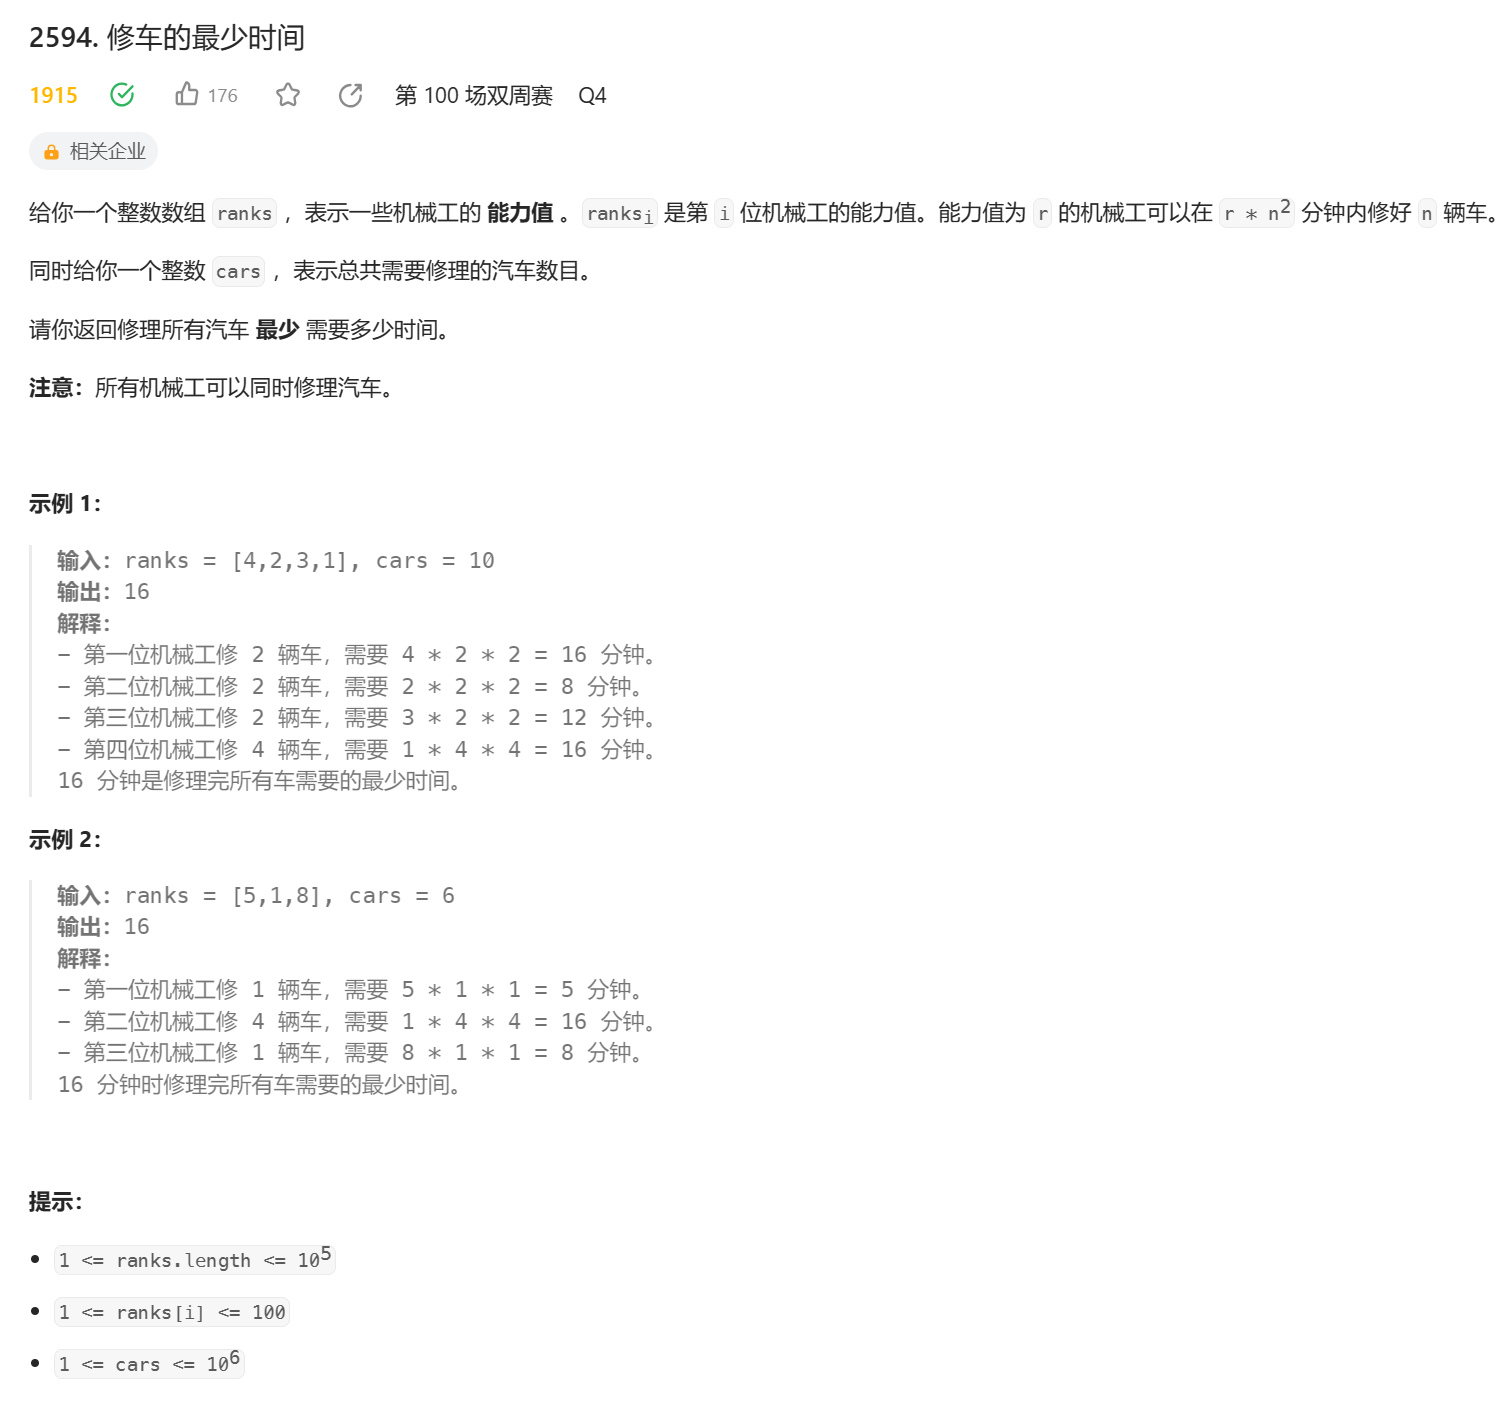 2594. 修车的最少时间
1915 176 第 100 场双周赛 Q4
相关企业
给你一个整数数组 ranks ，表示一些机械工的 能力值 。ranksi 是第 i 位机械工的能力值。能力值为 r 的机械工可以在 r * n2 分钟内修好 n 辆车。
同时给你一个整数 cars ，表示总共需要修理的汽车数目。
请你返回修理所有汽车 最少 需要多少时间。
注意：所有机械工可以同时修理汽车。
示例 1：
输入：ranks = [4,2,3,1], cars = 10
输出：16
解释：
- 第一位机械工修 2 辆车，需要 4 * 2 * 2 = 16 分钟。
- 第二位机械工修 2 辆车，需要 2 * 2 * 2 = 8 分钟。
- 第三位机械工修 2 辆车，需要 3 * 2 * 2 = 12 分钟。
- 第四位机械工修 4 辆车，需要 1 * 4 * 4 = 16 分钟。
16 分钟是修理完所有车需要的最少时间。
示例 2：
输入：ranks = [5,1,8], cars = 6
输出：16
解释：
- 第一位机械工修 1 辆车，需要 5 * 1 * 1 = 5 分钟。
- 第二位机械工修 4 辆车，需要 1 * 4 * 4 = 16 分钟。
- 第三位机械工修 1 辆车，需要 8 * 1 * 1 = 8 分钟。
16 分钟时修理完所有车需要的最少时间。
提示：
1 <= ranks.length <= 105
1 <= ranks[i] <= 100
1 <= cars <= 106